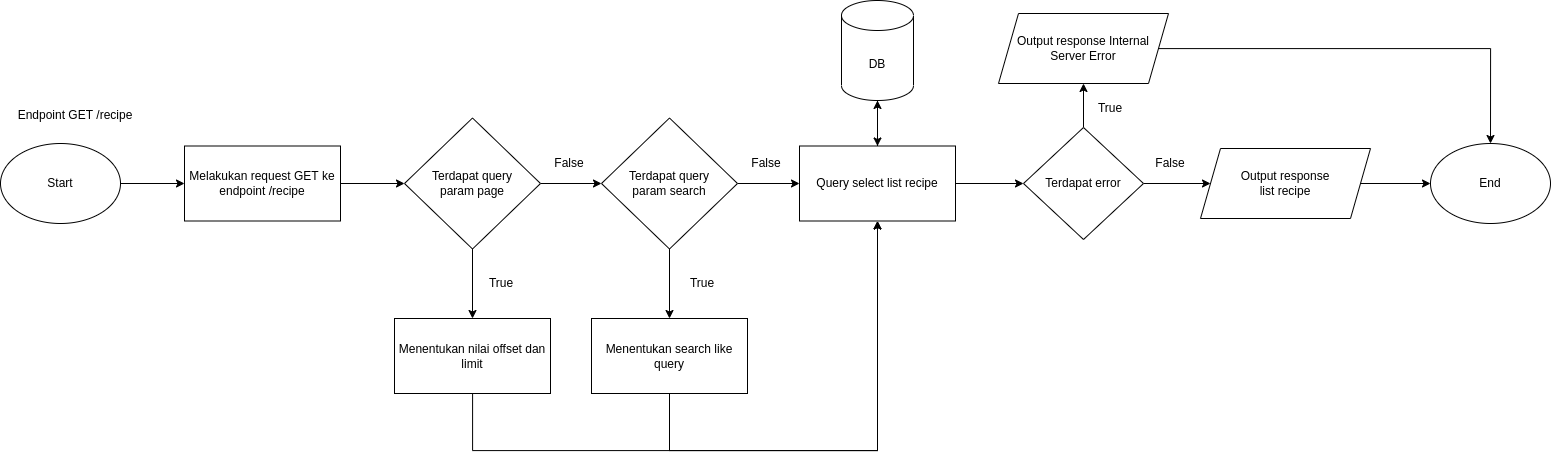 Endpoint GET /recipe
Start
Melakukan request GET ke
endpoint /recipe
Terdapat query
param page
False
True
Menentukan nilai offset dan
limit
Terdapat query
param search
False
True
Menentukan search like
query
DB
Query select list recipe
Terdapat error
True
Output response Internal
Server Error
False
Output response
list recipe
End